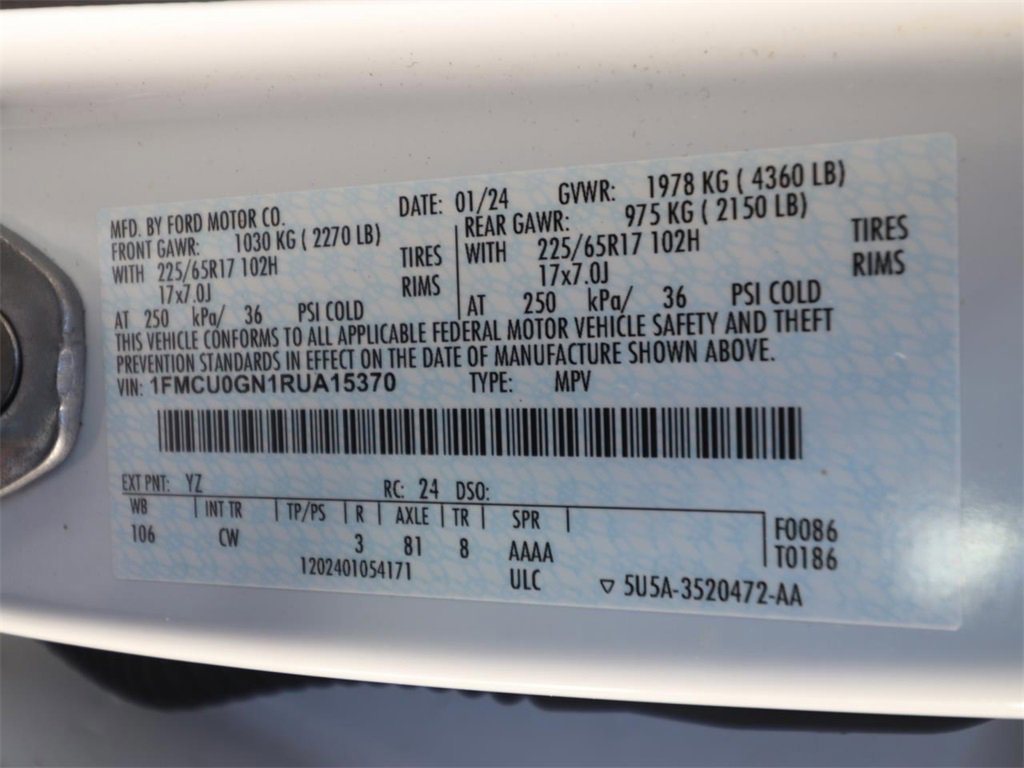 MFD. BY FORD MOTOR CO. DATE: 01/24 GVWR: 1978 KG ( 4360 LB)
FRONT GAWR: 1030 KG ( 2270 LB) REAR GAWR: 975 KG ( 2150 LB)
WITH 225/65R17 102H TIRES WITH 225/65R17 102H TIRES
17x7.0J RIMS 17x7.0J RIMS
AT 250 kPa/ 36 PSI COLD AT 250 kPa/ 36 PSI COLD
THIS VEHICLE CONFORMS TO ALL APPLICABLE FEDERAL MOTOR VEHICLE SAFETY AND THEFT
PREVENTION STANDARDS IN EFFECT ON THE DATE OF MANUFACTURE SHOWN ABOVE.
VIN: 1FMCU0GN1RUA15370 TYPE: MPV
EXT PNT: YZ RC: 24 DSO:
WB INT TR TP/PS R AXLE TR SPR
106 CW 3 81 8 AAAA
F0086
T0186
1202401054171 ULC ▽ 5U5A-3520472-AA